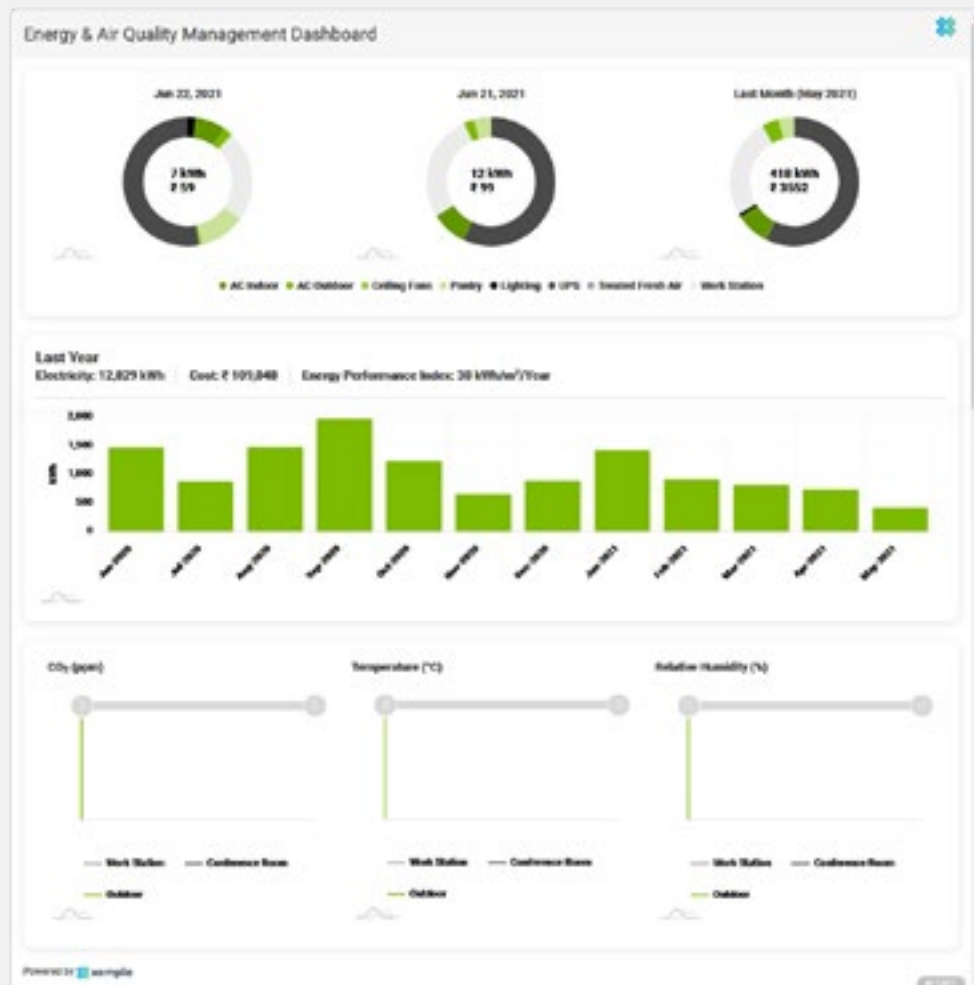 Energy & Air Quality Management Dashboard
Jun 22, 2021
Jun 21, 2021
Last Month (May 2021)
7 kWh
₹ 59
12 kWh
₹ 99
418 kWh
₹ 3552
AC Indoor AC Outdoor Ceiling Fans Pantry Lighting UPS Treated Fresh Air Work Station
Last Year
Electricity: 12,029 kWh Cost: ₹ Energy Performance Index: 30 kWh/m²/Year
kWh
2,000
1,500
1,000
500
0
Jun 2020
Jul 2020
Aug 2020
Sep 2020
Oct 2020
Nov 2020
Dec 2020
Jan 2021
Feb 2021
Mar 2021
Apr 2021
May 2021
CO₂ (ppm)
Temperature (°C)
Relative Humidity (%)
Work Station Conference Room
Outdoor
Work Station Conference Room
Outdoor
Work Station Conference Room
Outdoor
Powered by